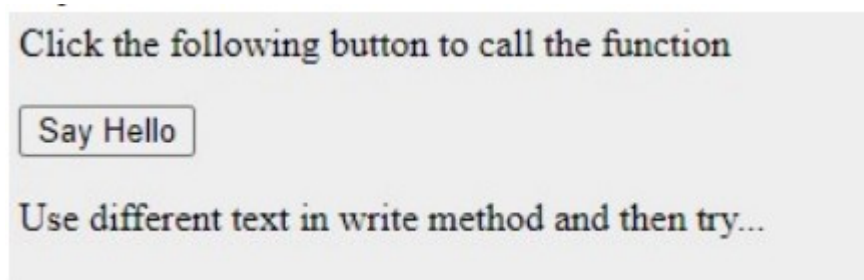 Click the following button to call the function
Say Hello
Use different text in write method and then try...